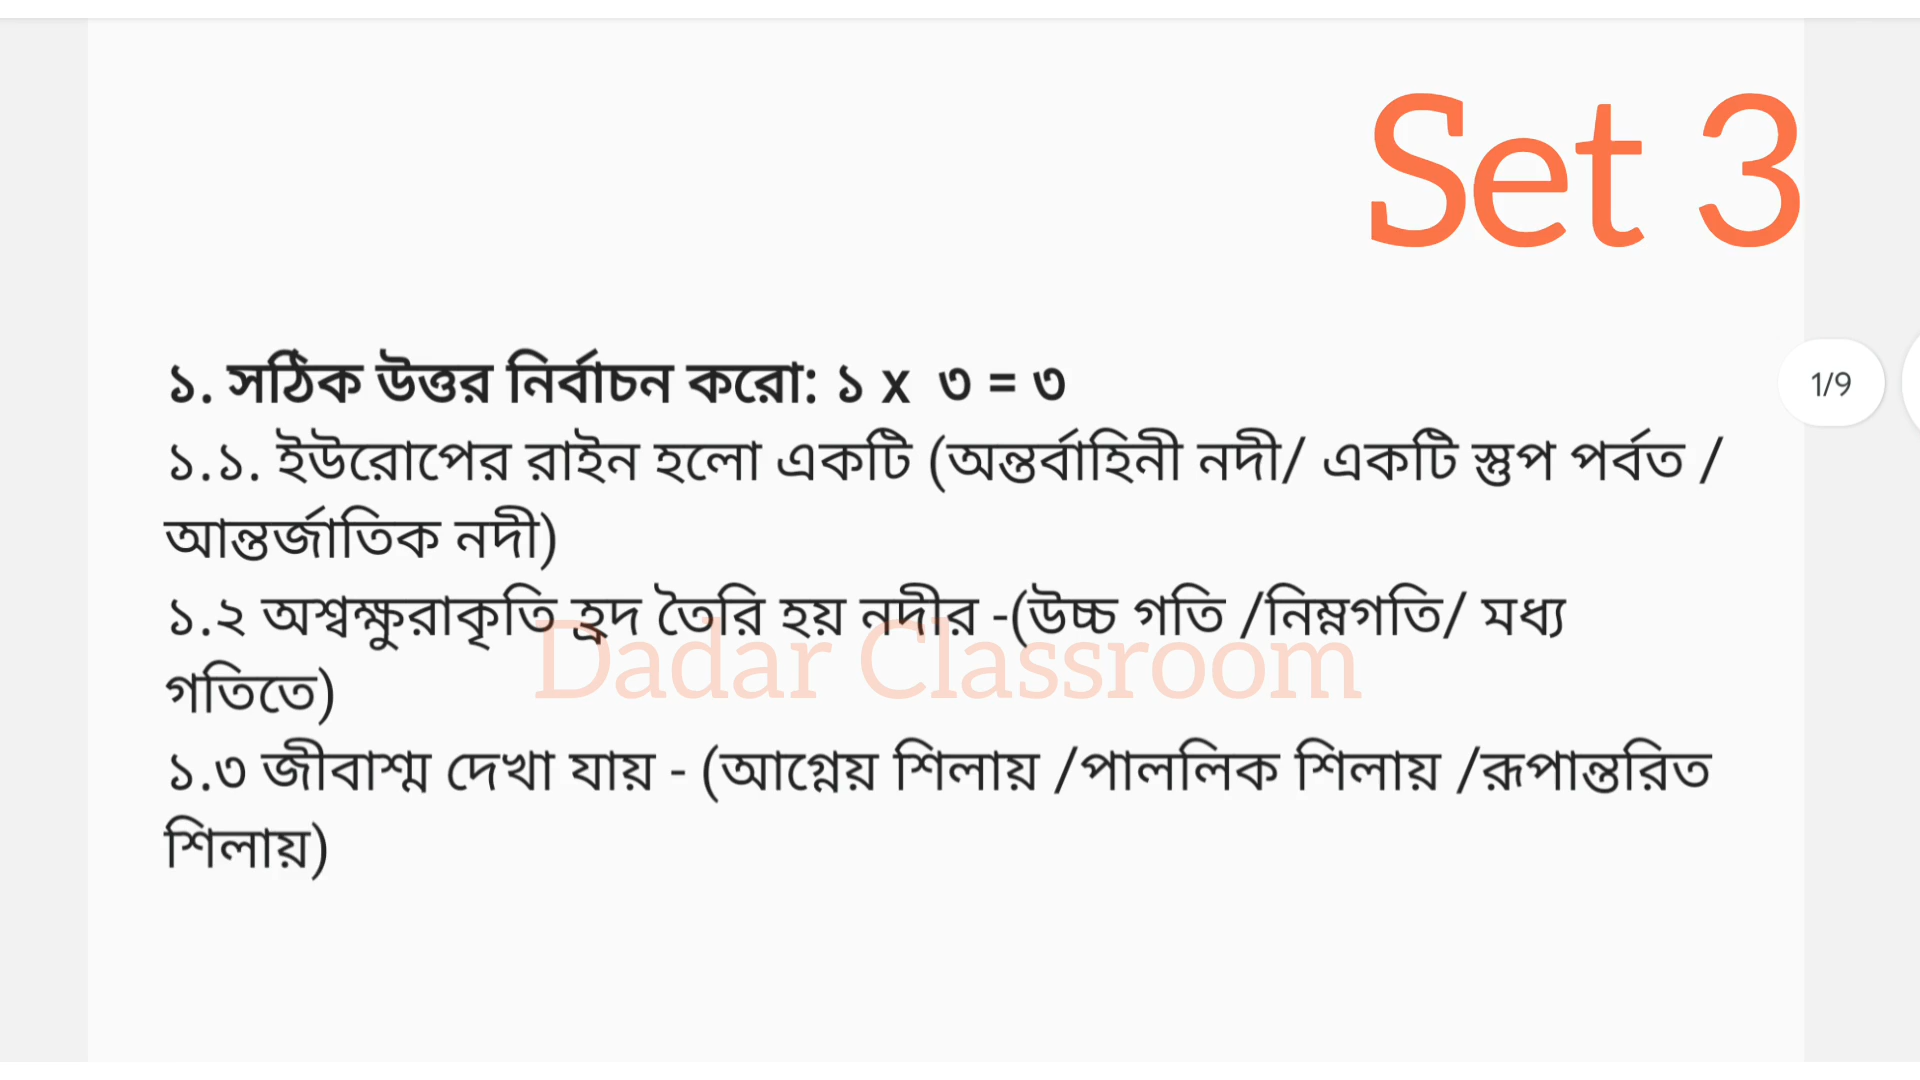 Set 3
১. সঠিক উত্তর নির্বাচন করো: ১ x ৩ = ৩
1/9
১.১. ইউরোপের রাইন হলো একটি (অন্তর্বাহিনী নদী/ একটি স্তুপ পর্বত /
আন্তর্জাতিক নদী)
১.২ অশ্বক্ষুরাকৃতি হ্রদ তৈরি হয় নদীর -(উচ্চ গতি /নিম্নগতি/ মধ্য
Dadar Classroom
গতিতে)
১.৩ জীবাশ্ম দেখা যায় - (আগ্নেয় শিলায় /পাললিক শিলায় /রূপান্তরিত
শিলায়)